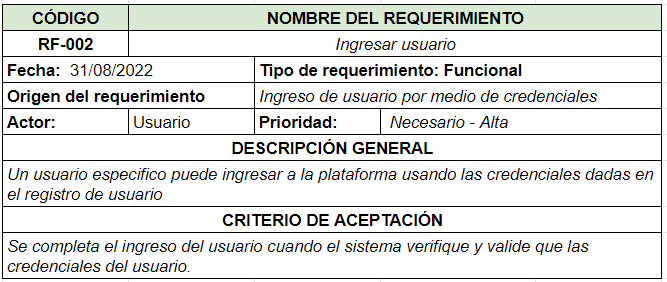 CÓDIGO NOMBRE DEL REQUERIMIENTO
RF-002 Ingresar usuario
Fecha: 31/08/2022 Tipo de requerimiento: Funcional
Origen del requerimiento Ingreso de usuario por medio de credenciales
Actor: Usuario Prioridad: Necesario - Alta
DESCRIPCIÓN GENERAL
Un usuario especifico puede ingresar a la plataforma usando las credenciales dadas en
el registro de usuario
CRITERIO DE ACEPTACIÓN
Se completa el ingreso del usuario cuando el sistema verifique y valide que las
credenciales del usuario.